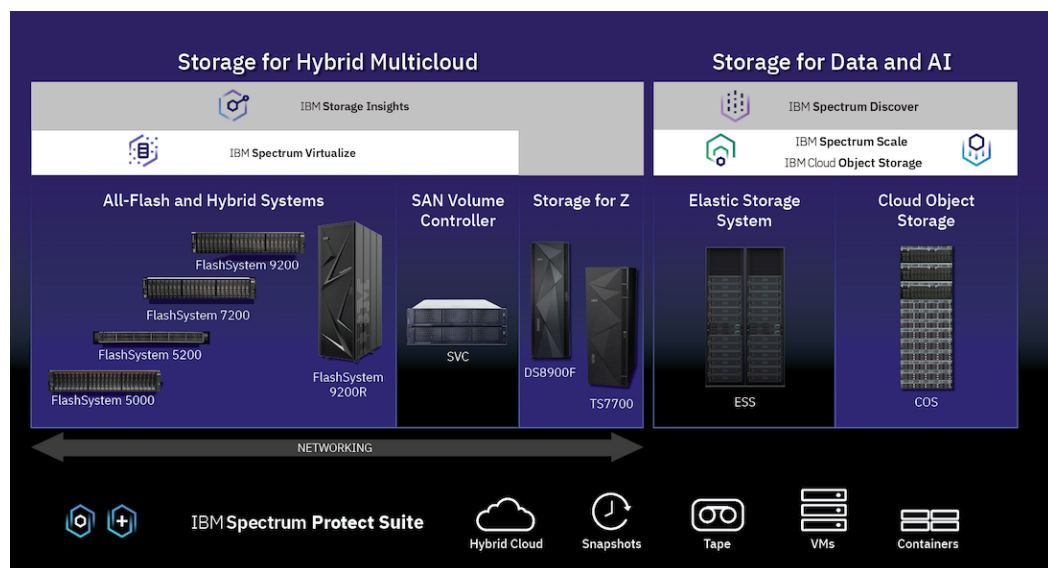 Storage for Hybrid Multicloud
Storage for Data and AI
IBM Storage Insights
IBM Spectrum Virtualize
IBM Spectrum Discover
IBM Spectrum Scale
IBM Cloud Object Storage
All-Flash and Hybrid Systems
FlashSystem 9200
FlashSystem 7200
FlashSystem 5200
FlashSystem 5000
FlashSystem
9200R
SAN Volume
Controller
SVC
Storage for Z
DS8900F
TS7700
Elastic Storage
System
ESS
Cloud Object
Storage
COS
NETWORKING
IBM Spectrum Protect Suite
Hybrid Cloud
Snapshots
Tape
VMs
Containers